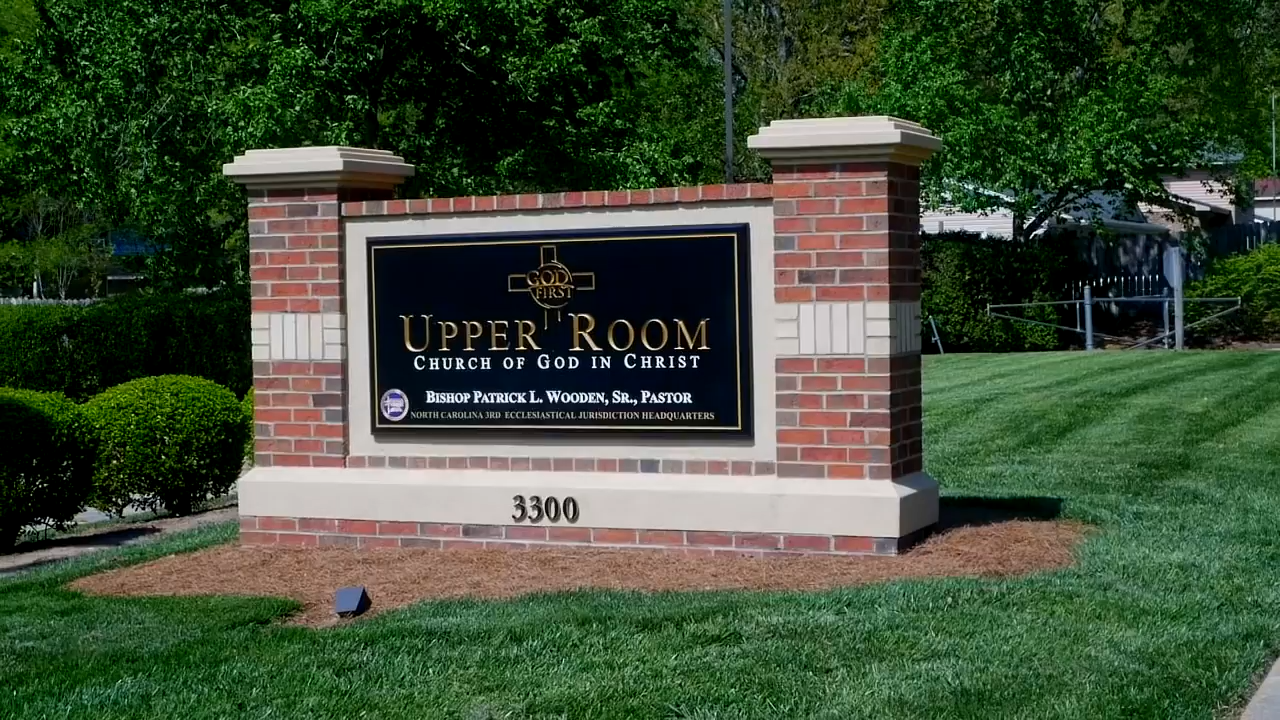 GOD
FIRST
UPPER ROOM
CHURCH OF GOD IN CHRIST
BISHOP PATRICK L. WOODEN, SR., PASTOR
NORTH CAROLINA 3RD ECCLESIASTICAL JURISDICTION HEADQUARTERS
3300